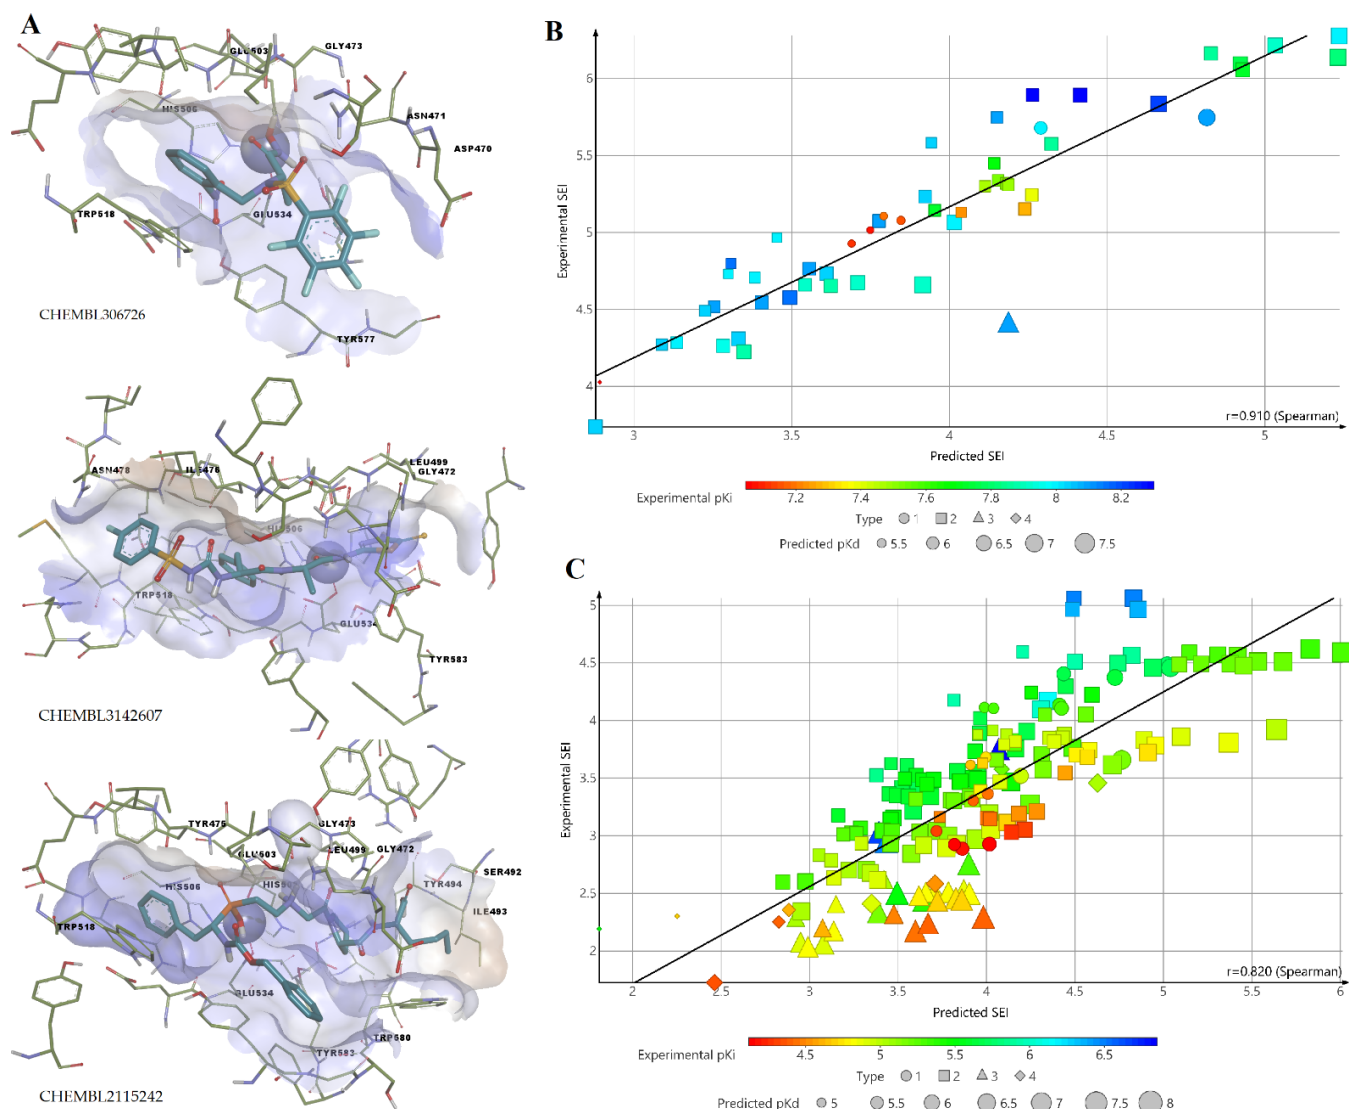 A
GLU503
GLY473
HIS506
ASN471
ASP470
TRP518
GLU534
CHEMBL306726
TYR577
ASN478
ILE476
LEU499
GLY472
HIS506
TRP518
GLU534
TYR583
CHEMBL3142607
TYR475
GLY473
GLU503
LEU499
GLY472
SER492
HIS506
TYR494
ILE493
TRP518
GLU534
TRP580
TYR583
CHEMBL2115242
B
Experimental SEI
6
5.5
5
4.5
4
r=0.910 (Spearman)
3 3.5 4 4.5 5
Predicted SEI
Experimental pKi
7.2 7.4 7.6 7.8 8 8.2
Type 1 2 3 4
Predicted pKd 5.5 6 6.5 7 7.5
C
Experimental SEI
5
4.5
4
3.5
3
2.5
2
r=0.820 (Spearman)
2 2.5 3 3.5 4 4.5 5 5.5 6
Predicted SEI
Experimental pKi
4.5 5 5.5 6 6.5
Type 1 2 3 4
Predicted pKd 5 5.5 6 6.5 7 7.5 8